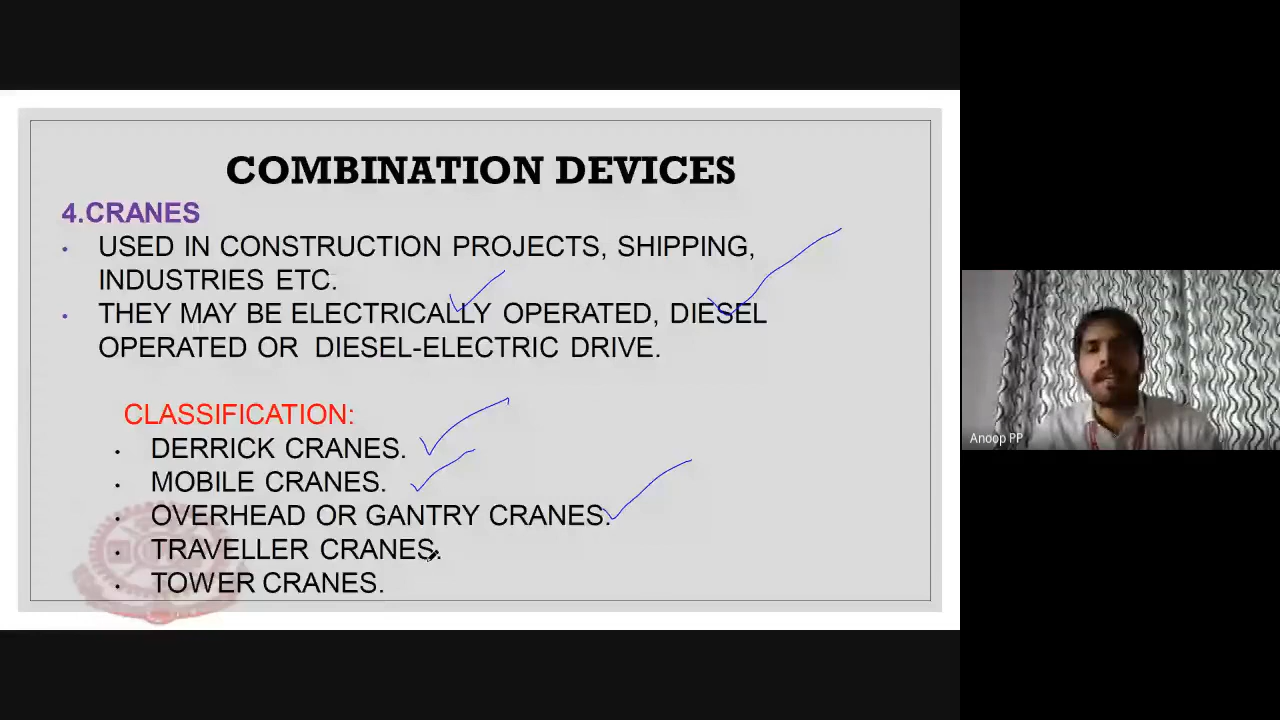 COMBINATION DEVICES
4.CRANES
• USED IN CONSTRUCTION PROJECTS, SHIPPING,
INDUSTRIES ETC.
• THEY MAY BE ELECTRICALLY OPERATED, DIESEL
OPERATED OR DIESEL-ELECTRIC DRIVE.
CLASSIFICATION:
• DERRICK CRANES.
• MOBILE CRANES.
• OVERHEAD OR GANTRY CRANES.
• TRAVELLER CRANES.
• TOWER CRANES.
Anoop PP